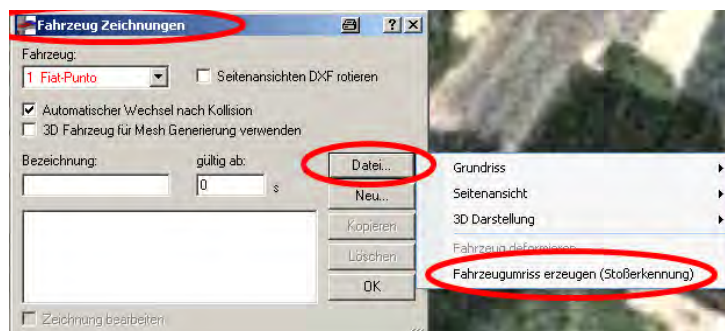 Fahrzeug Zeichnungen
Fahrzeug:
1 Fiat-Punto
Seitenansichten DXF rotieren
Automatischer Wechsel nach Kollision
3D Fahrzeug für Mesh Generierung verwenden
Bezeichnung:
gültig ab:
0
s
Datei...
Neu...
Kopieren
Löschen
OK
Zeichnung bearbeiten
Grundriss
Seitenansicht
3D Darstellung
Fahrzeug deformieren
Fahrzeugumriss erzeugen (Stoßerkennung)